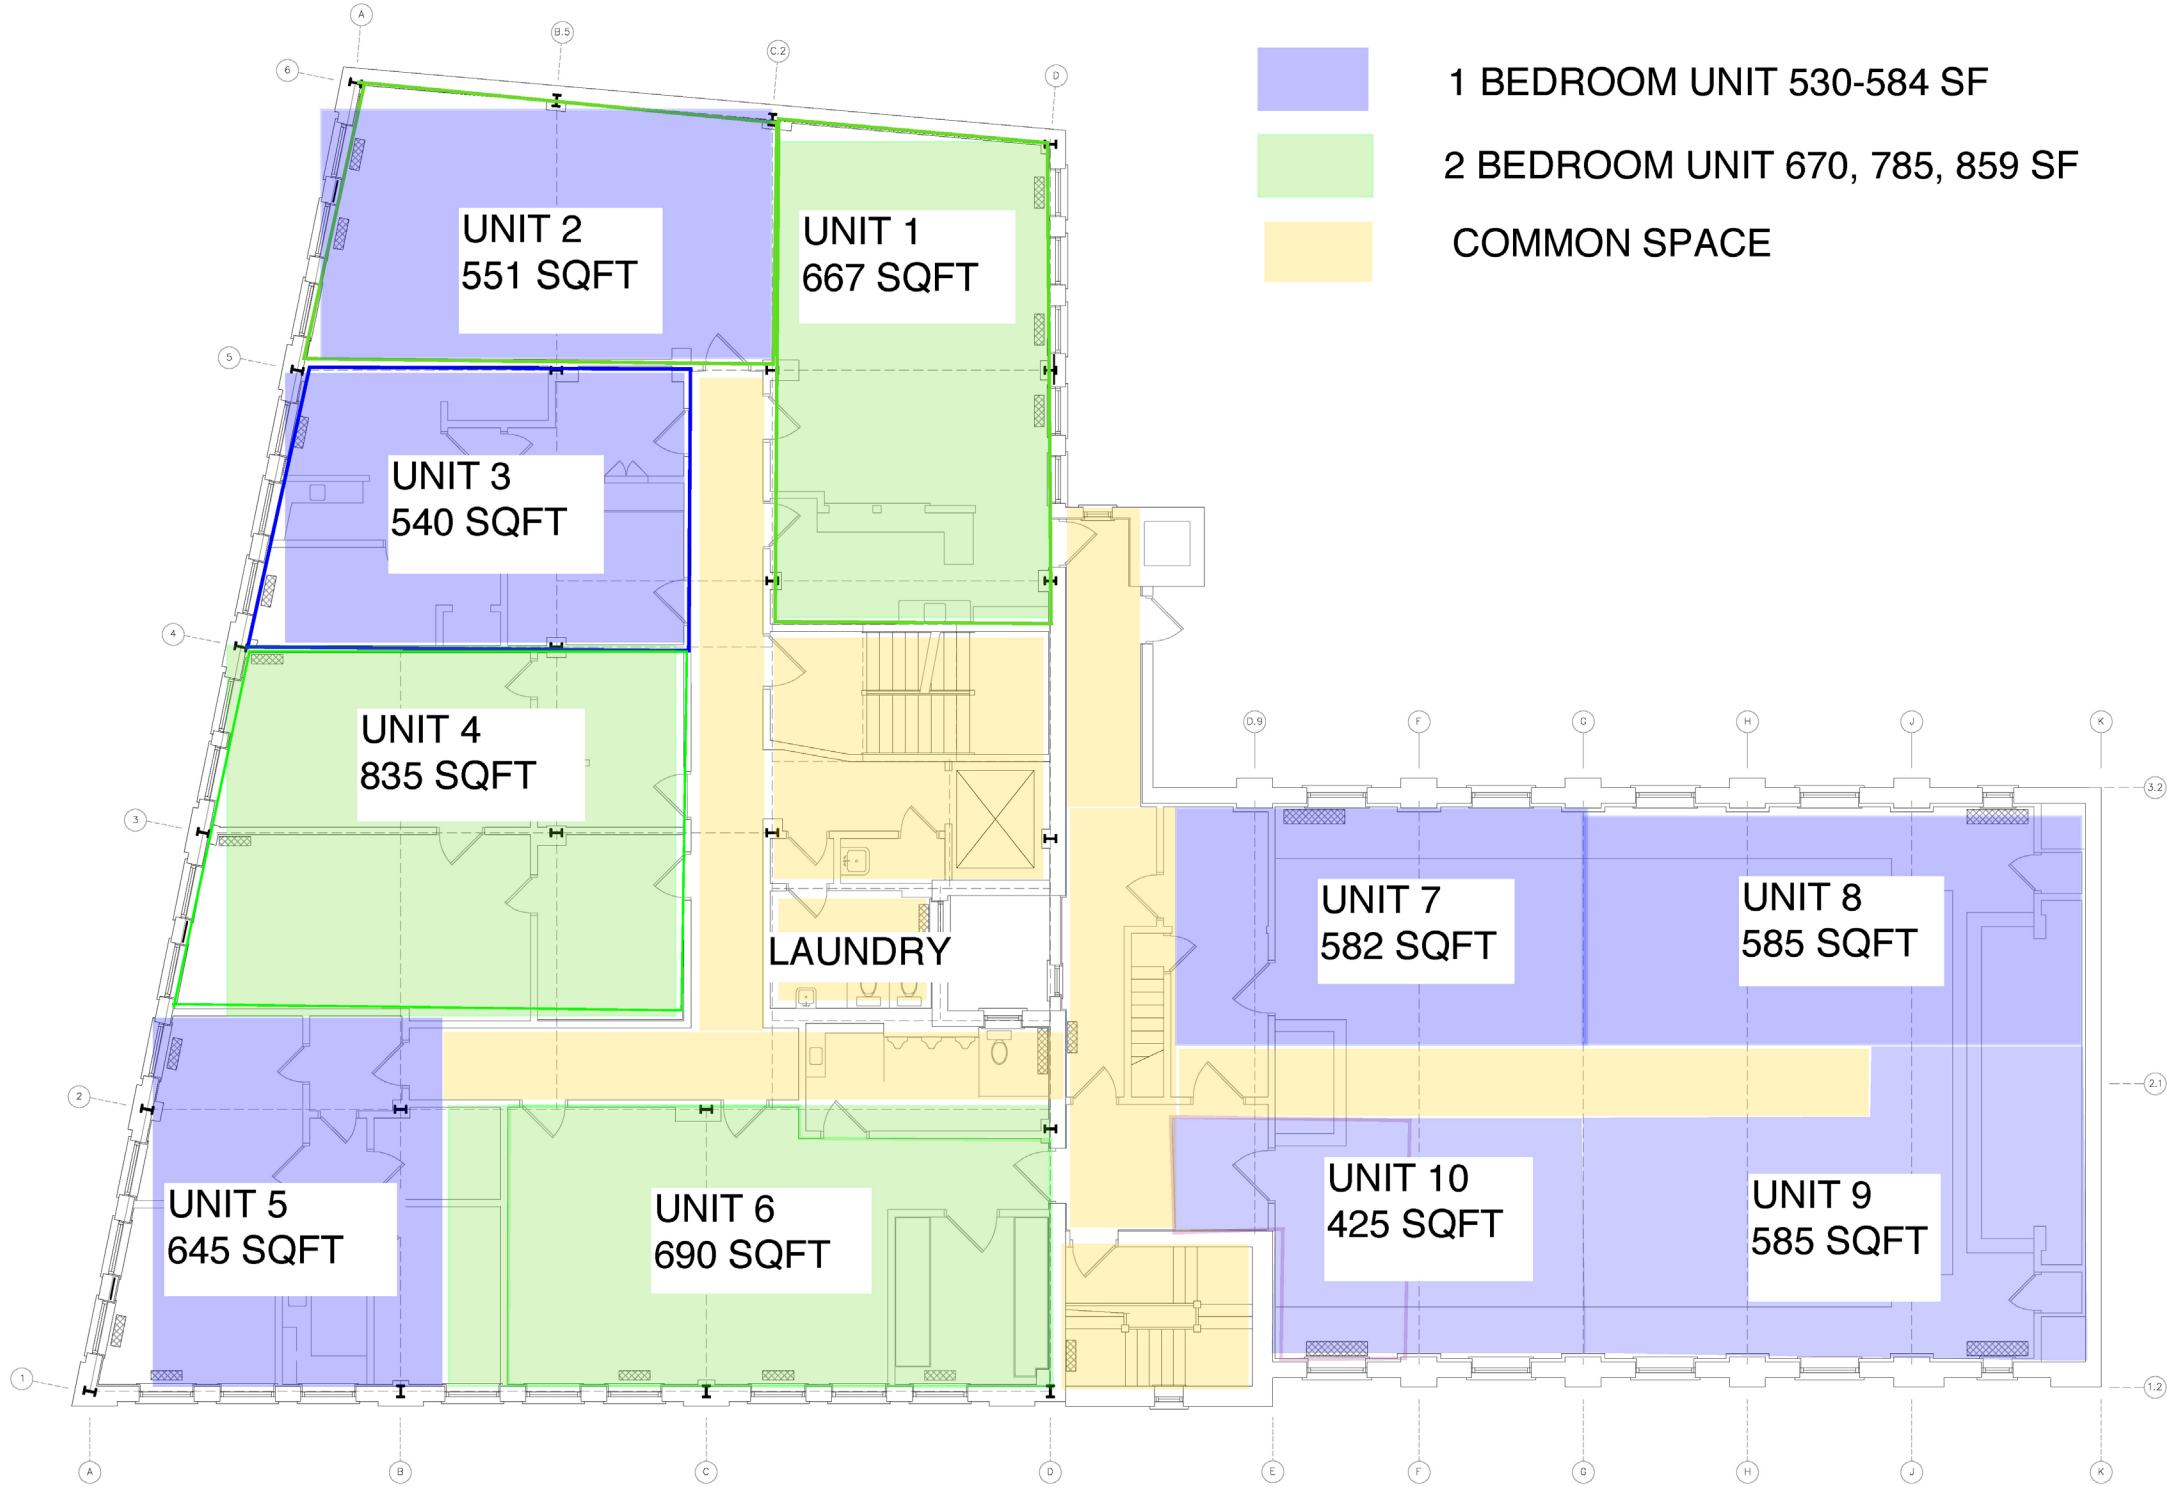 A
B.5
C.2
D
6
1 BEDROOM UNIT 530-584 SF
2 BEDROOM UNIT 670, 785, 859 SF
COMMON SPACE
UNIT 2
551 SQFT
UNIT 1
667 SQFT
5
UNIT 3
540 SQFT
4
UNIT 4
835 SQFT
D.9
F
G
H
J
K
3.2
3
UNIT 7
582 SQFT
UNIT 8
585 SQFT
LAUNDRY
2
2.1
UNIT 5
645 SQFT
UNIT 6
690 SQFT
UNIT 10
425 SQFT
UNIT 9
585 SQFT
1
1.2
A
B
C
D
E
F
G
H
J
K